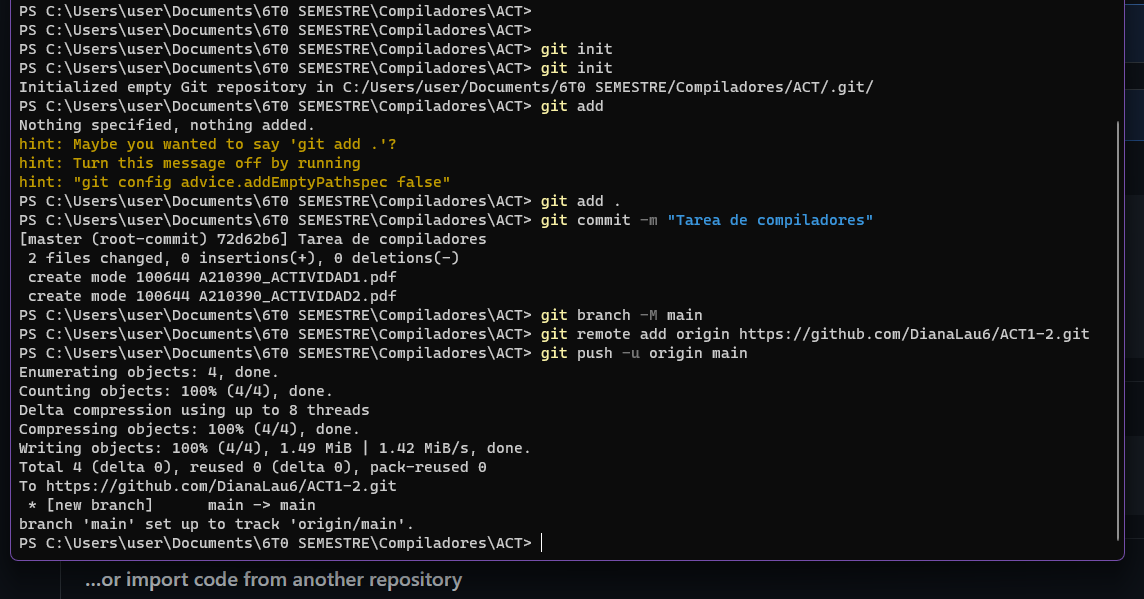 PS C:\Users\user\Documents\6T0 SEMESTRE\Compiladores\ACT>
PS C:\Users\user\Documents\6T0 SEMESTRE\Compiladores\ACT>
PS C:\Users\user\Documents\6T0 SEMESTRE\Compiladores\ACT> git init
PS C:\Users\user\Documents\6T0 SEMESTRE\Compiladores\ACT> git init
Initialized empty Git repository in C:/Users/user/Documents/6T0 SEMESTRE/Compiladores/ACT/.git/
PS C:\Users\user\Documents\6T0 SEMESTRE\Compiladores\ACT> git add
Nothing specified, nothing added.
hint: Maybe you wanted to say 'git add .'?
hint: Turn this message off by running
hint: "git config advice.addEmptyPathspec false"
PS C:\Users\user\Documents\6T0 SEMESTRE\Compiladores\ACT> git add .
PS C:\Users\user\Documents\6T0 SEMESTRE\Compiladores\ACT> git commit -m "Tarea de compiladores"
[master (root-commit) 72d62b6] Tarea de compiladores
 2 files changed, 0 insertions(+), 0 deletions(-)
 create mode 100644 A210390_ACTIVIDAD1.pdf
 create mode 100644 A210390_ACTIVIDAD2.pdf
PS C:\Users\user\Documents\6T0 SEMESTRE\Compiladores\ACT> git branch -M main
PS C:\Users\user\Documents\6T0 SEMESTRE\Compiladores\ACT> git remote add origin https://github.com/DianaLau6/ACT1-2.git
PS C:\Users\user\Documents\6T0 SEMESTRE\Compiladores\ACT> git push -u origin main
Enumerating objects: 4, done.
Counting objects: 100% (4/4), done.
Delta compression using up to 8 threads
Compressing objects: 100% (4/4), done.
Writing objects: 100% (4/4), 1.49 MiB | 1.42 MiB/s, done.
Total 4 (delta 0), reused 0 (delta 0), pack-reused 0
To https://github.com/DianaLau6/ACT1-2.git
 * [new branch]      main -> main
branch 'main' set up to track 'origin/main'.
PS C:\Users\user\Documents\6T0 SEMESTRE\Compiladores\ACT>
...or import code from another repository